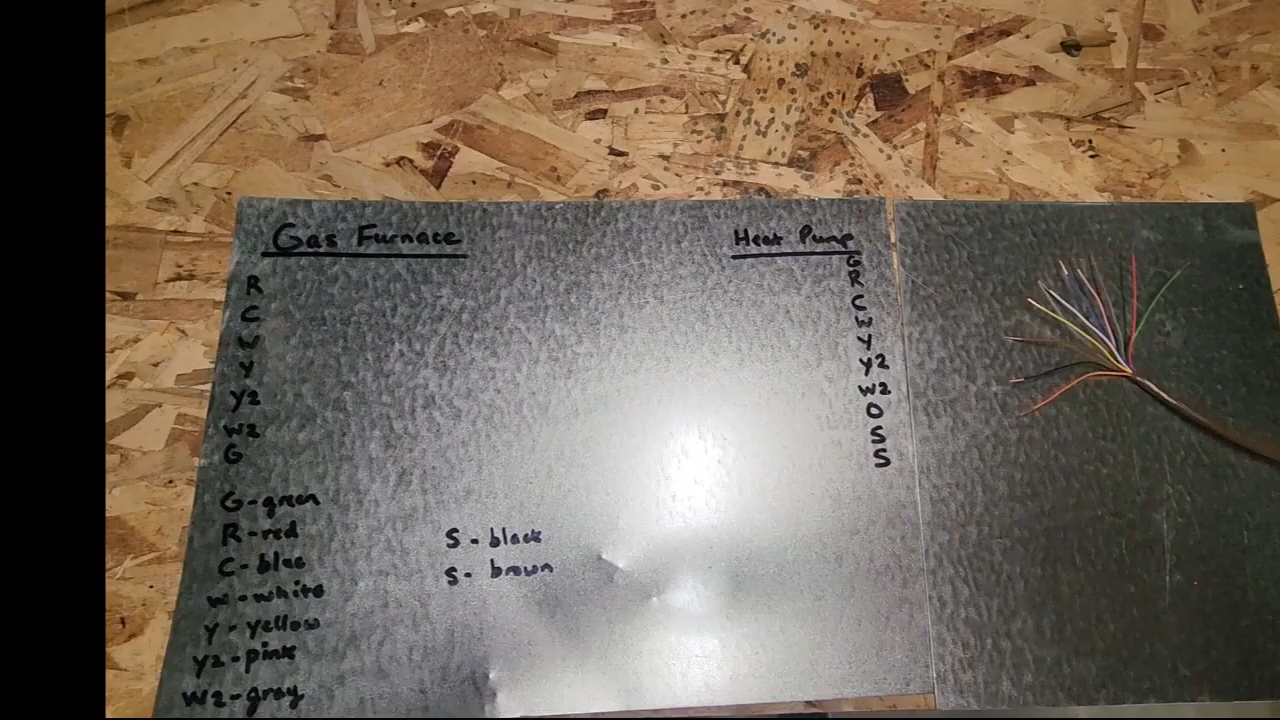 Gas Furnace
R
C
W
Y
Y2
W2
G
Heat Pump
G
R
C
W
Y
Y2
W2
O
S
S
G-green
R-red
C-blue
W-white
Y-yellow
Y2-pink
W2-gray
S-black
S-brown